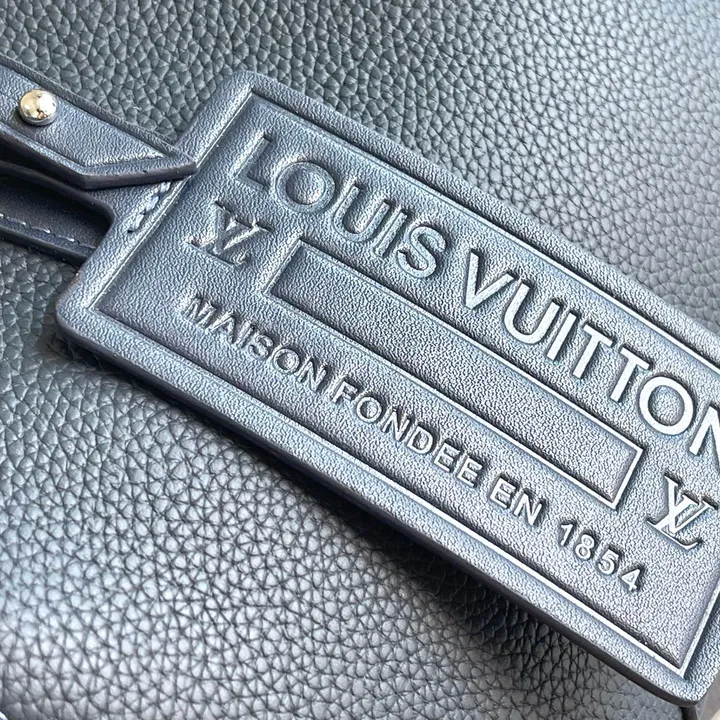 LOUIS VUITTON
LV
MAISON FONDEE EN 1854
LV